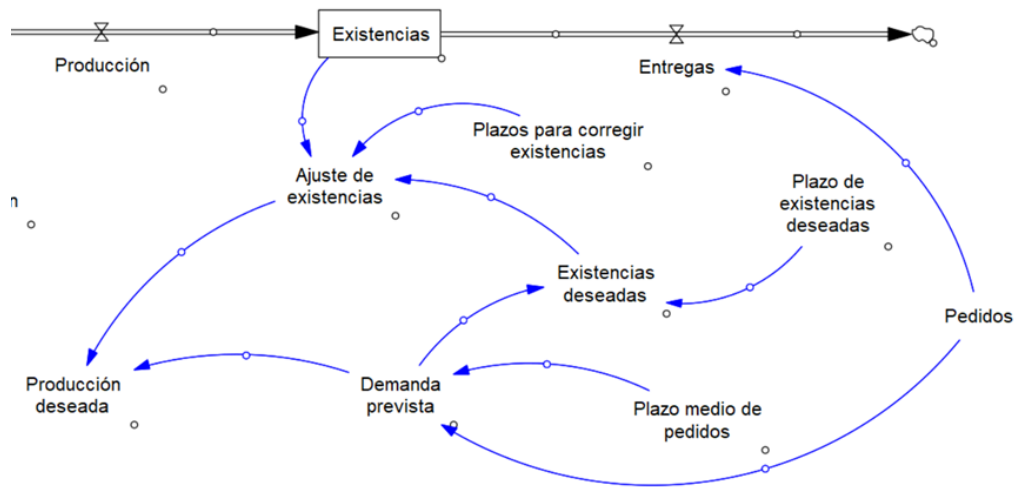 Existencias
Producción
Entregas
Plazos para corregir
existencias
Ajuste de
existencias
Plazo de
existencias
deseadas
n
Existencias
deseadas
Pedidos
Producción
deseada
Demanda
prevista
Plazo medio de
pedidos